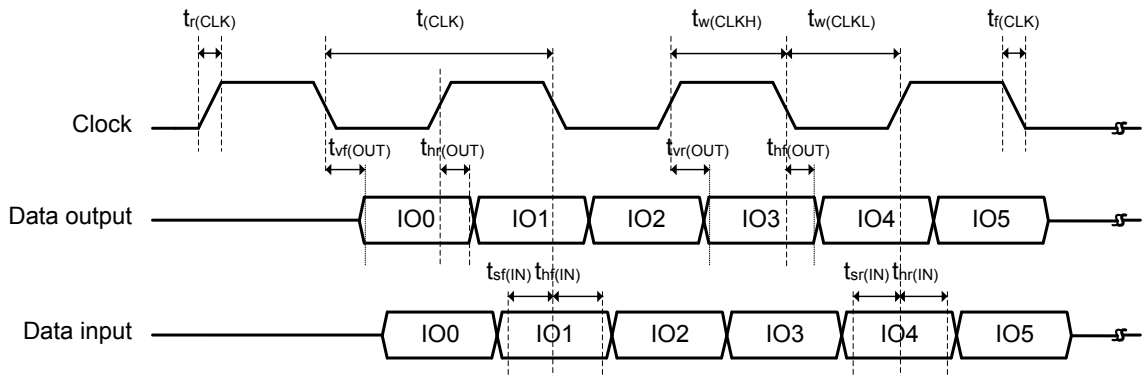 tr(CLK) t(CLK) tw(CLKH) tw(CLKL) tf(CLK)
Clock
tvf(OUT) thr(OUT) tvr(OUT) thf(OUT)
Data output IO0 IO1 IO2 IO3 IO4 IO5
tsf(IN) thf(IN) tsr(IN) thr(IN)
Data input IO0 IO1 IO2 IO3 IO4 IO5